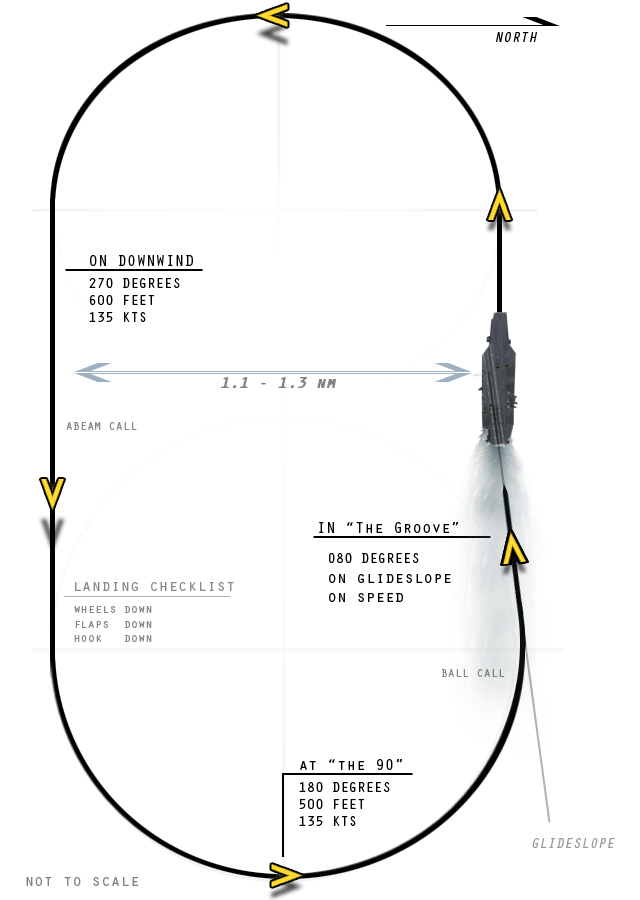 NORTH
ON DOWNWIND
270 DEGREES
600 FEET
135 KTS
1.1 - 1.3 NM
ABEAM CALL
IN “The Groove”
080 DEGREES
ON GLIDESLOPE
ON SPEED
LANDING CHECKLIST
WHEELS DOWN
FLAPS DOWN
HOOK DOWN
BALL CALL
AT “THE 90”
180 DEGREES
500 FEET
135 KTS
GLIDESLOPE
NOT TO SCALE